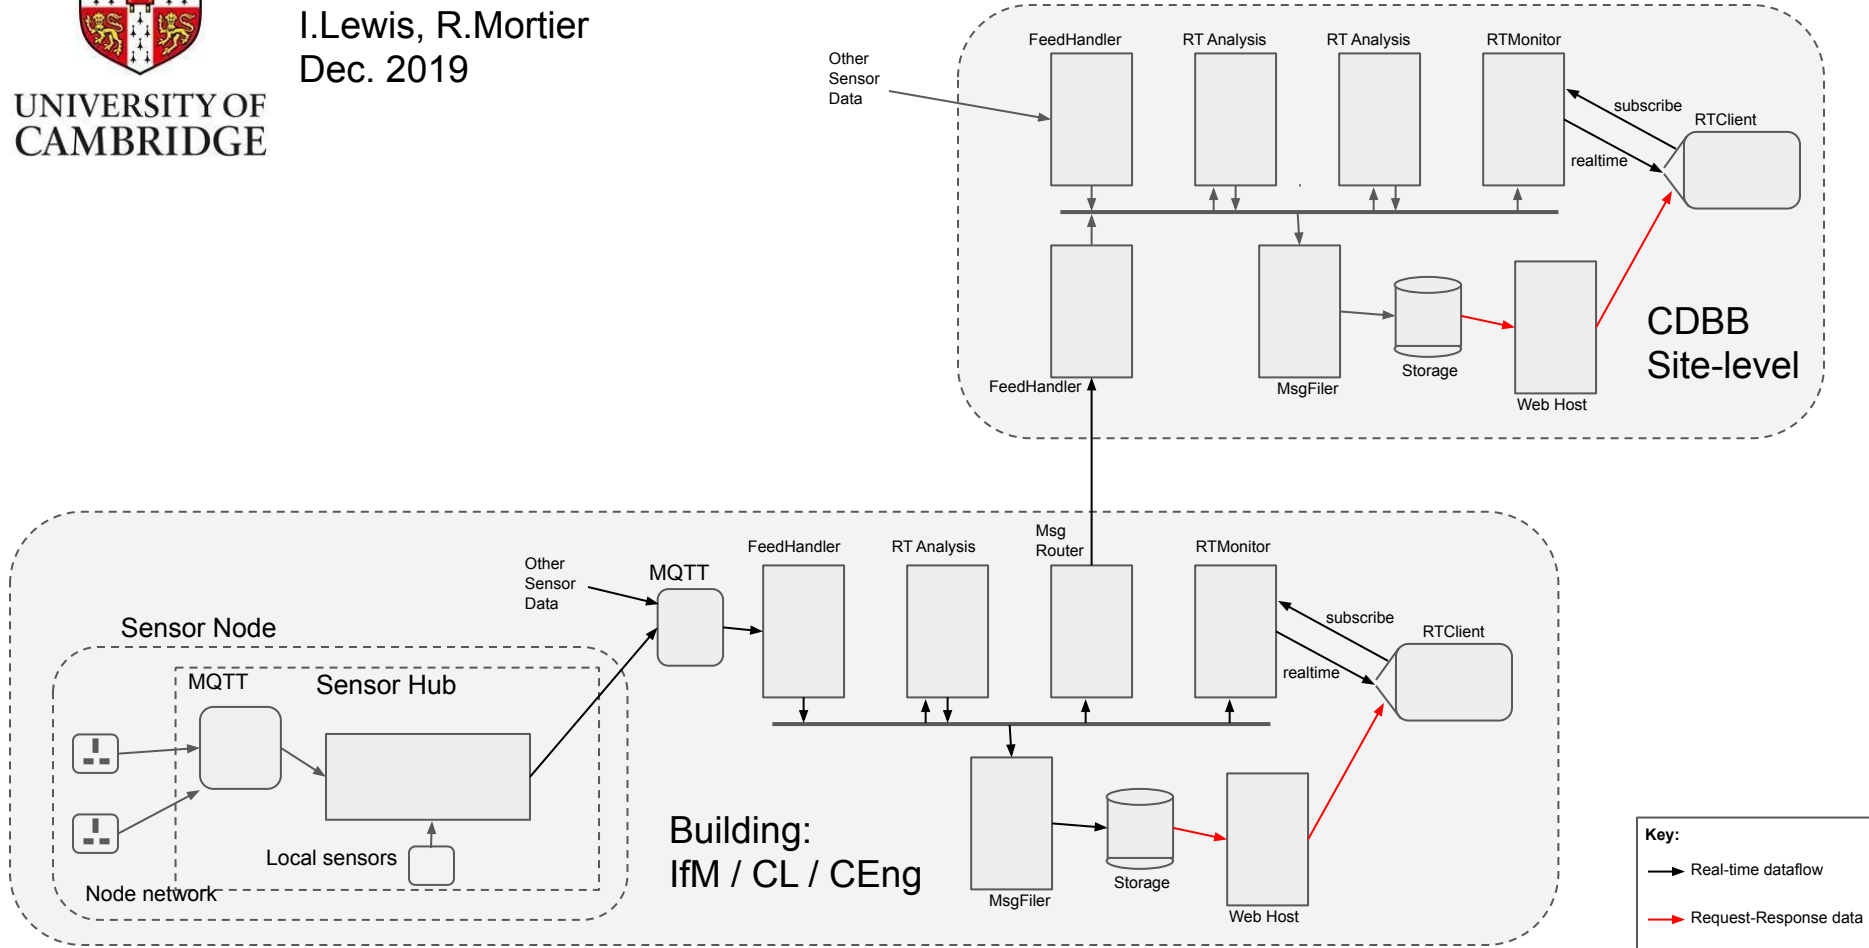 UNIVERSITY OF
CAMBRIDGE
I.Lewis, R.Mortier
Dec. 2019
Other
Sensor
Data
FeedHandler
RT Analysis
RT Analysis
RTMonitor
subscribe
realtime
RTClient
FeedHandler
MsgFiler
Storage
Web Host
CDBB
Site-level
Other
Sensor
Data
MQTT
FeedHandler
RT Analysis
Msg
Router
RTMonitor
subscribe
realtime
RTClient
Sensor Node
MQTT
Sensor Hub
Local sensors
Node network
Building:
IfM / CL / CEng
MsgFiler
Storage
Web Host
Key:
Real-time dataflow
Request-Response data